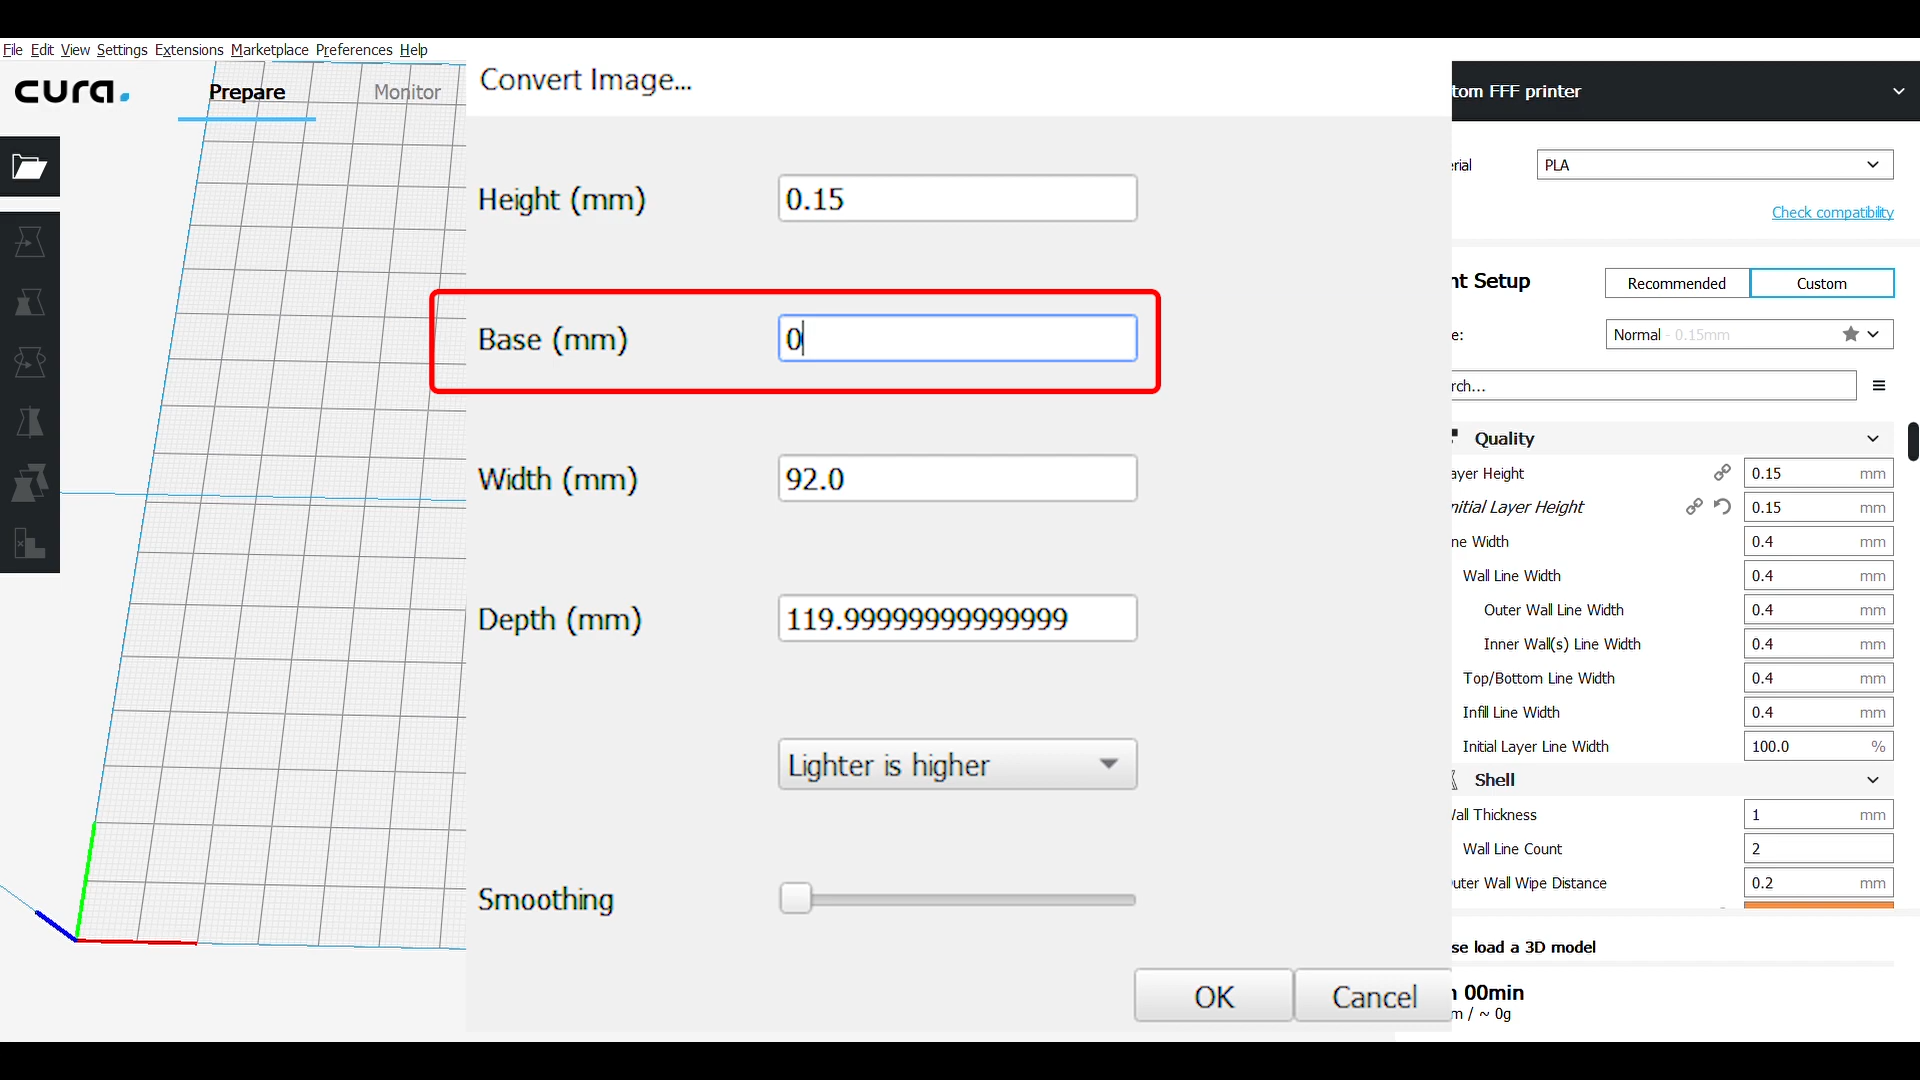 File Edit View Settings Extensions Marketplace Preferences Help
cura.
Prepare
Monitor
Convert Image...
Height (mm)
0.15
Base (mm)
0
Width (mm)
92.0
Depth (mm)
119.99999999999999
Lighter is higher
Smoothing
OK
Cancel
tom FFF printer
rial
PLA
Check compatibility
nt Setup
Recommended
Custom
e:
Normal - 0.15mm
rch...
Quality
ayer Height
0.15 mm
nitial Layer Height
0.15 mm
ne Width
0.4 mm
Wall Line Width
0.4 mm
Outer Wall Line Width
0.4 mm
Inner Wall(s) Line Width
0.4 mm
Top/Bottom Line Width
0.4 mm
Infill Line Width
0.4 mm
Initial Layer Line Width
100.0 %
Shell
all Thickness
1 mm
Wall Line Count
2
uter Wall Wipe Distance
0.2 mm
se load a 3D model
00min
m / ~ 0g